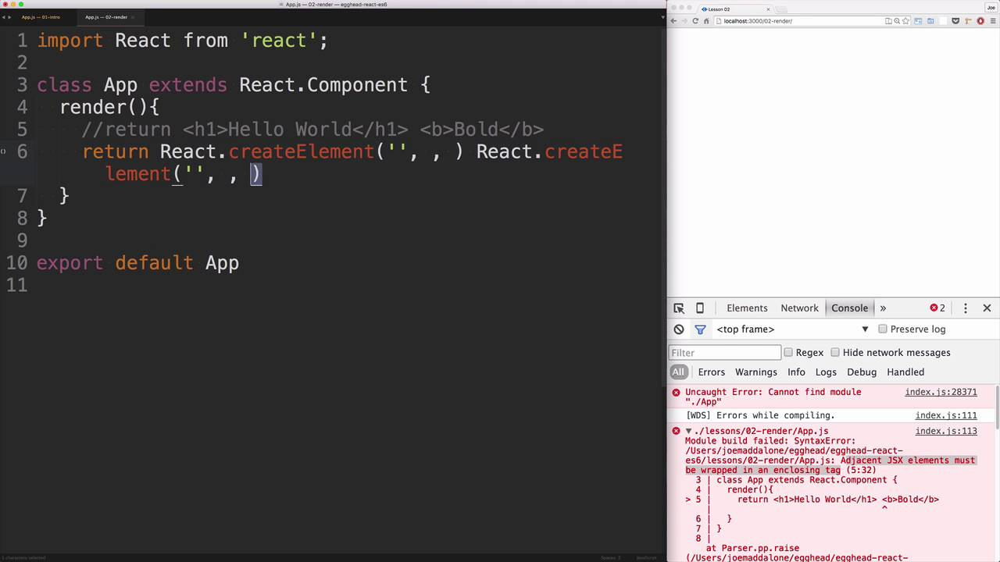 App.js — 02-render — egghead-react-es6
App.js — 01-intro
App.js — 02-render
1 import React from 'react';
2
3 class App extends React.Component {
4 render(){
5 //return <h1>Hello World</h1> <b>Bold</b>
6 return React.createElement('', , ) React.createE
lement('', , )
7 }
8 }
9
10 export default App
11
5 characters selected
Spaces: 2
JavaScript
Lesson 02
Joe
localhost:3000/02-render/
Elements Network Console » 2
<top frame> Preserve log
Filter Regex Hide network messages
All Errors Warnings Info Logs Debug Handled
Uncaught Error: Cannot find module index.js:28371
"./App"
[WDS] Errors while compiling. index.js:111
./lessons/02-render/App.js index.js:113
Module build failed: SyntaxError:
/Users/joemaddalone/egghead/egghead-react-
es6/lessons/02-render/App.js: Adjacent JSX elements must
be wrapped in an enclosing tag (5:32)
3 | class App extends React.Component {
4 | render(){
> 5 | return <h1>Hello World</h1> <b>Bold</b>
| ^
6 | }
7 | }
8 |
at Parser.pp.raise
(/Users/joemaddalone/egghead/egghead-react-